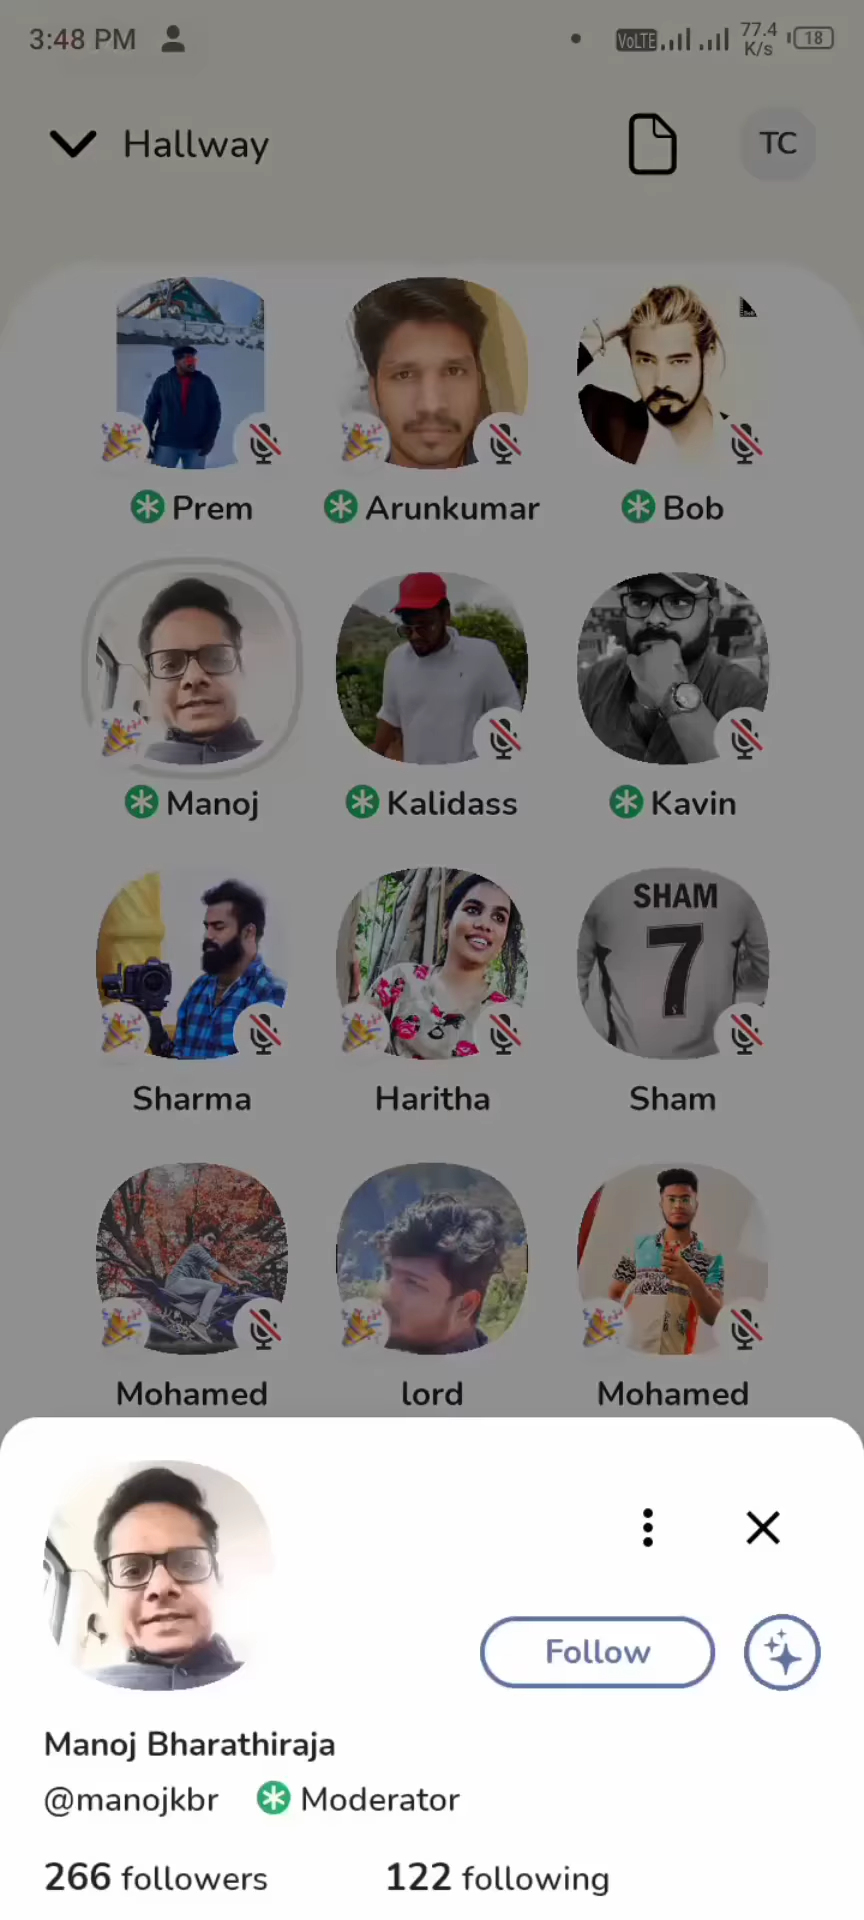 3:48 PM VoLTE 77.4 K/s 18
Hallway TC
Prem Arunkumar Bob
Manoj Kalidass Kavin
SHAM
7
Sharma Haritha Sham
Mohamed lord Mohamed
Follow
Manoj Bharathiraja
@manojkbr Moderator
266 followers 122 following